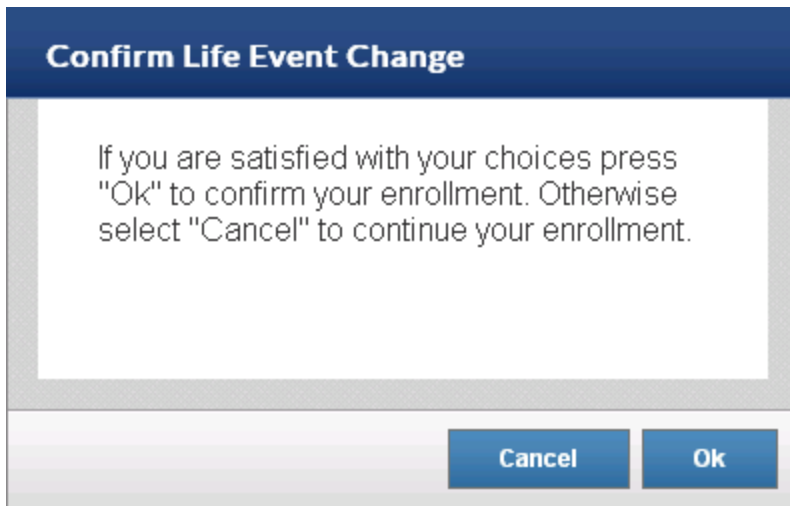 Confirm Life Event Change
If you are satisfied with your choices press
"Ok" to confirm your enrollment. Otherwise
select "Cancel" to continue your enrollment.
Cancel Ok